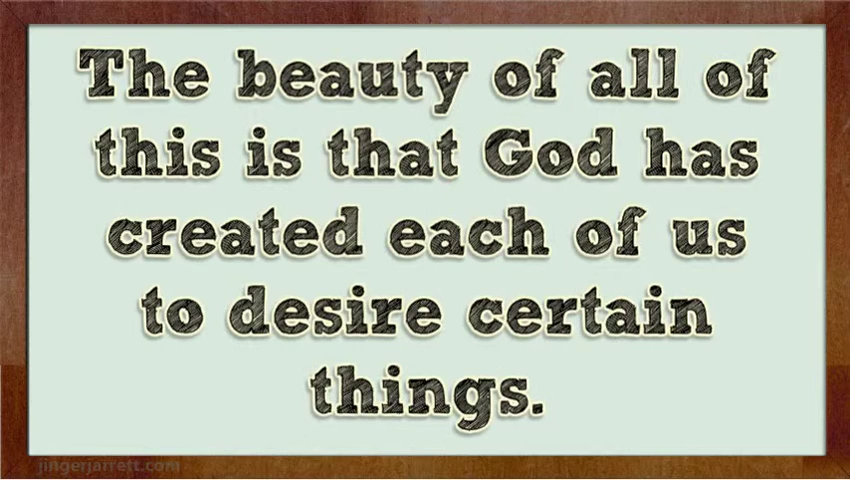 The beauty of all of
this is that God has
created each of us
to desire certain
things.
jingerjarrett.com